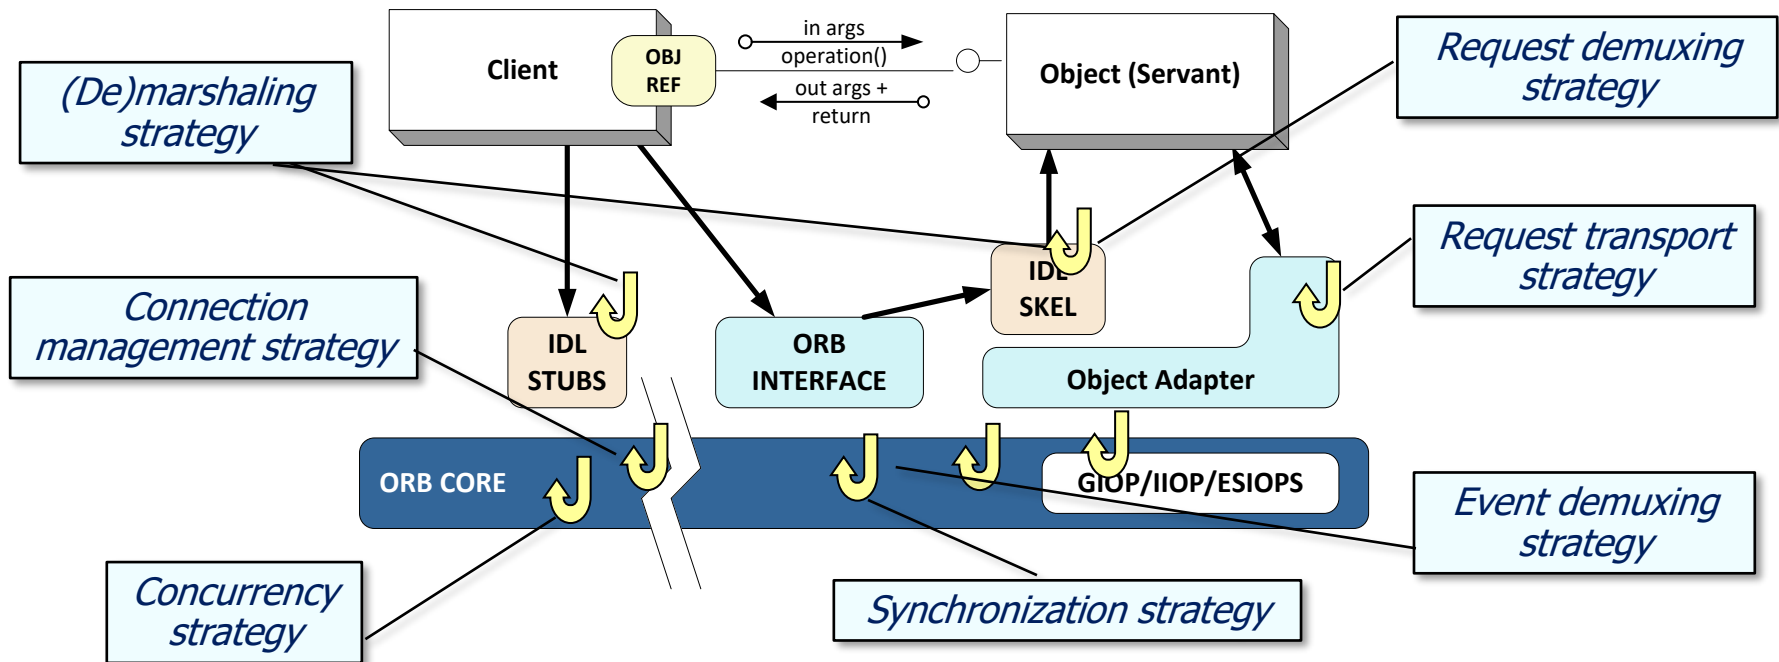 in args
operation()
out args +
return
Client
OBJ
REF
Object (Servant)
Request demuxing
strategy
(De)marshaling
strategy
Request transport
strategy
Connection
management strategy
IDL
SKEL
IDL
STUBS
ORB
INTERFACE
Object Adapter
ORB CORE
GIOP/IIOP/ESIOPS
Event demuxing
strategy
Concurrency
strategy
Synchronization strategy